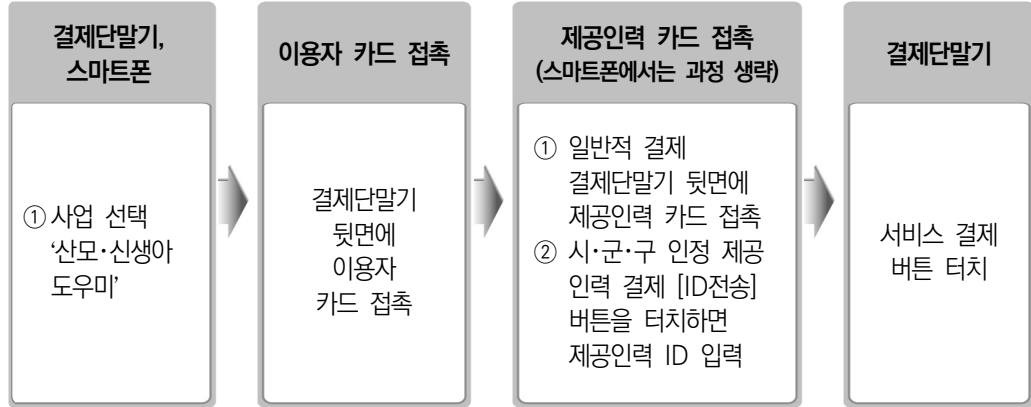 결제단말기,
스마트폰
① 사업 선택
‘산모·신생아
도우미’
이용자 카드 접촉
결제단말기
뒷면에
이용자
카드 접촉
제공인력 카드 접촉
(스마트폰에서는 과정 생략)
① 일반적 결제
결제단말기 뒷면에
제공인력 카드 접촉
② 시·군·구 인정 제공
인력 결제 [ID전송]
버튼을 터치하면
제공인력 ID 입력
결제단말기
서비스 결제
버튼 터치